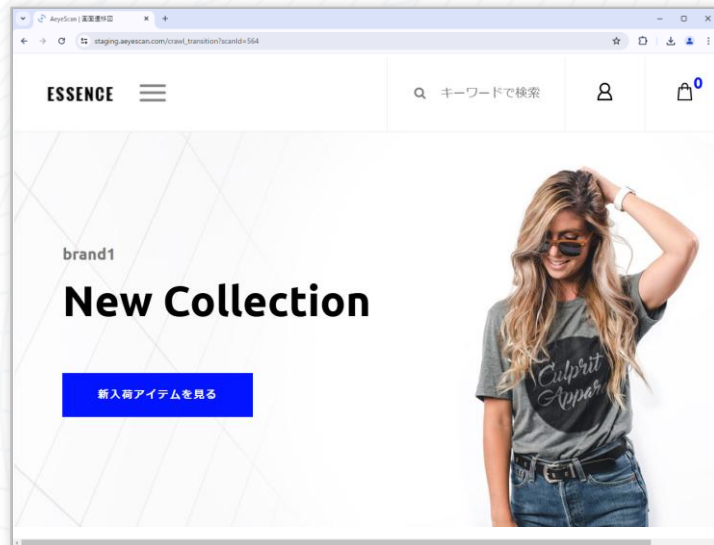 AeyeScan | 画面遷移図
staging.aeyescan.com/crawl_transition?scanId=564
ESSENCE
キーワードで検索
0
brand1
New Collection
新入荷アイテムを見る
Culprit
Appar